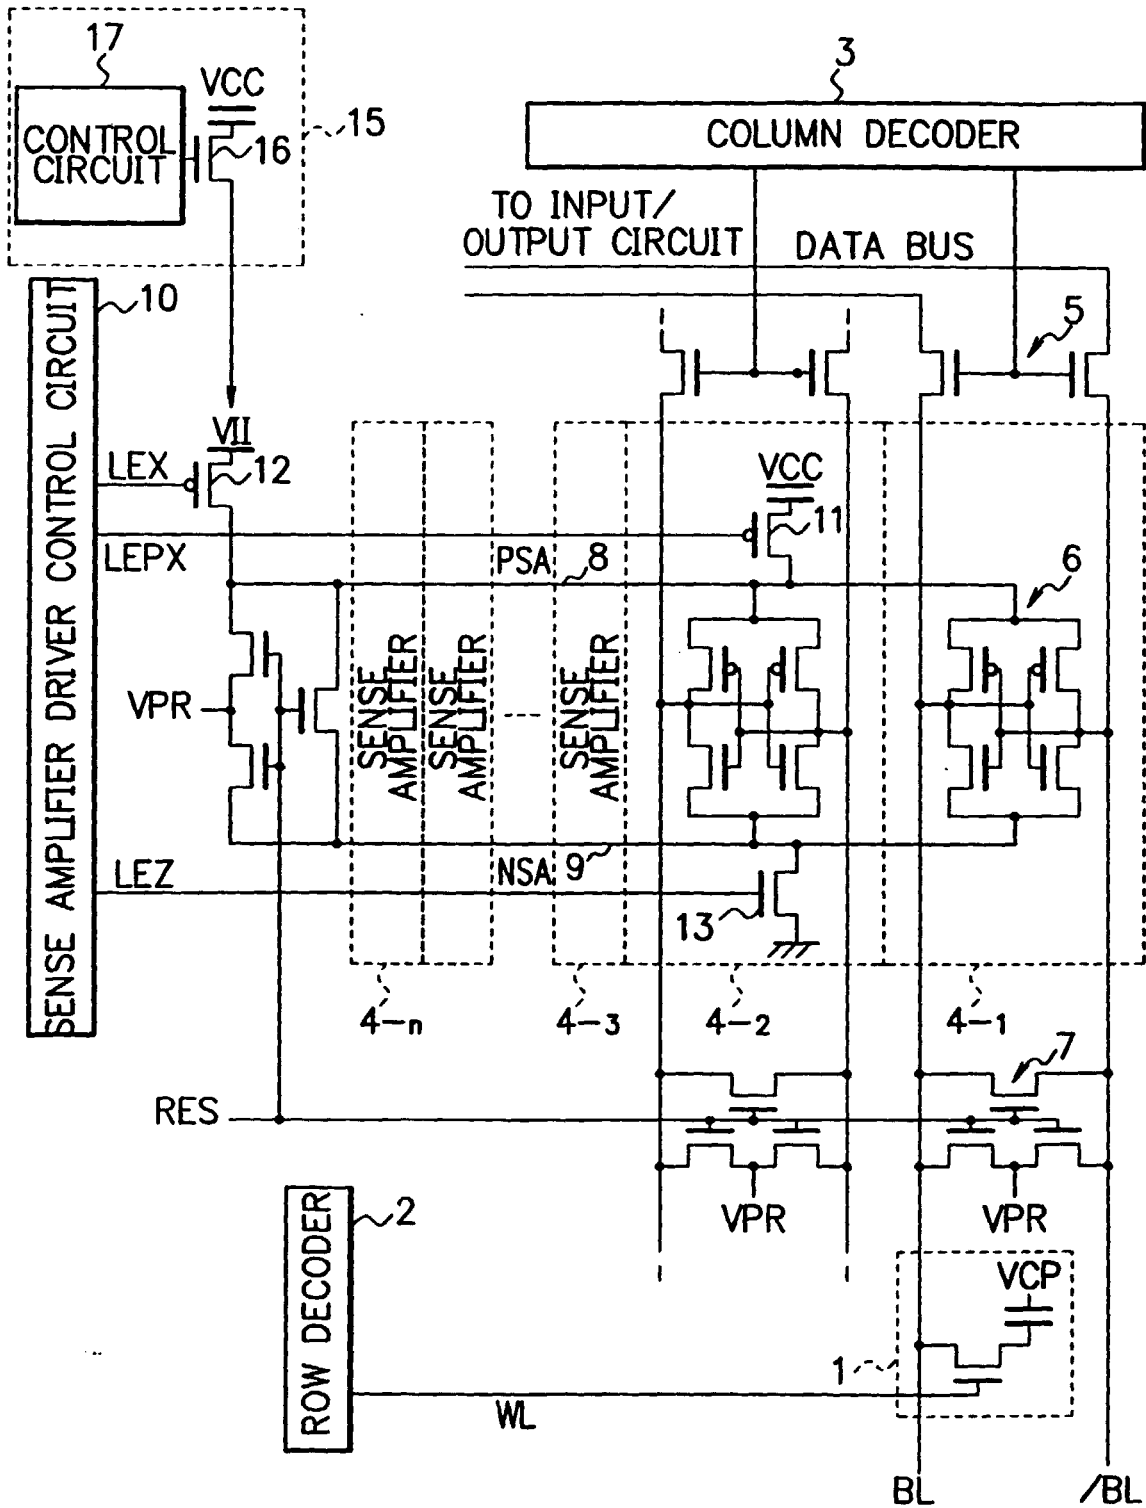 17
VCC
CONTROL
CIRCUIT
16
15
3
COLUMN DECODER
TO INPUT/
OUTPUT CIRCUIT
DATA BUS
10
5
SENSE AMPLIFIER DRIVER CONTROL CIRCUIT
VII
LEX
12
VCC
11
LEPX
PSA
8
6
VPR
SENSE
AMPLIFIER
SENSE
AMPLIFIER
SENSE
AMPLIFIER
LEZ
NSA
9
13
4-n
4-3
4-2
4-1
7
RES
VPR
VPR
2
ROW DECODER
VCP
1
WL
BL
/BL